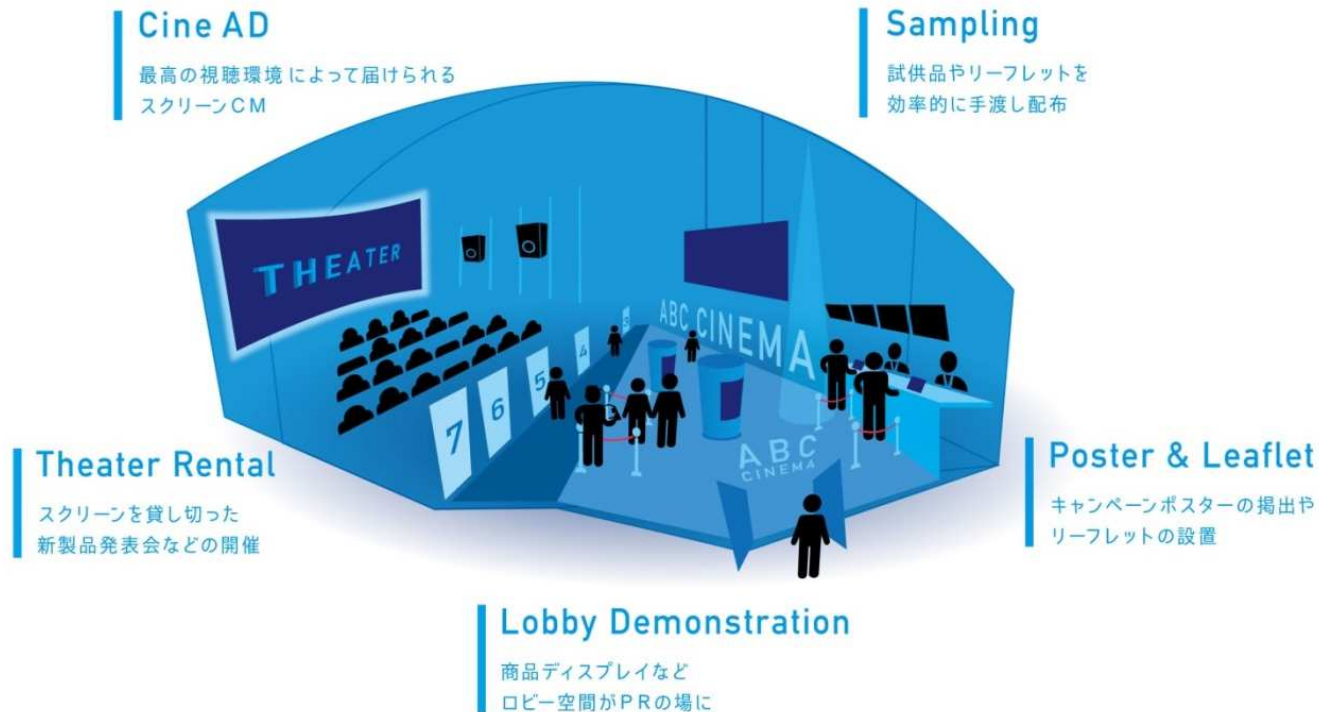 Cine AD
最高の視聴環境によって届けられる
スクリーンCM
Sampling
試供品やリーフレットを
効率的に手渡し配布
THEATER
ABC CINEMA
3
4
5
6
7
ABC
CINEMA
Theater Rental
スクリーンを貸し切った
新製品発表会などの開催
Poster & Leaflet
キャンペーンポスターの掲出や
リーフレットの設置
Lobby Demonstration
商品ディスプレイなど
ロビー空間がPRの場に